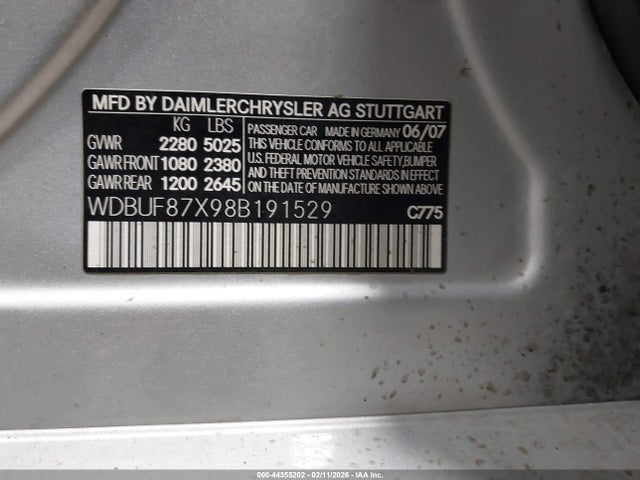 MFD BY DAIMLERCHRYSLER AG STUTTGART
KG LBS
GVWR 2280 5025
GAWR FRONT 1080 2380
GAWR REAR 1200 2645
PASSENGER CAR MADE IN GERMANY 06/07
THIS VEHICLE CONFORMS TO ALL APPLICABLE
U.S. FEDERAL MOTOR VEHICLE SAFETY, BUMPER
AND THEFT PREVENTION STANDARDS IN EFFECT
ON THE DATE OF MANUFACTURE SHOWN ABOVE
WDBUF87X98B191529 C775
000-44355202 - 02/11/2026 - IAAI, Inc.